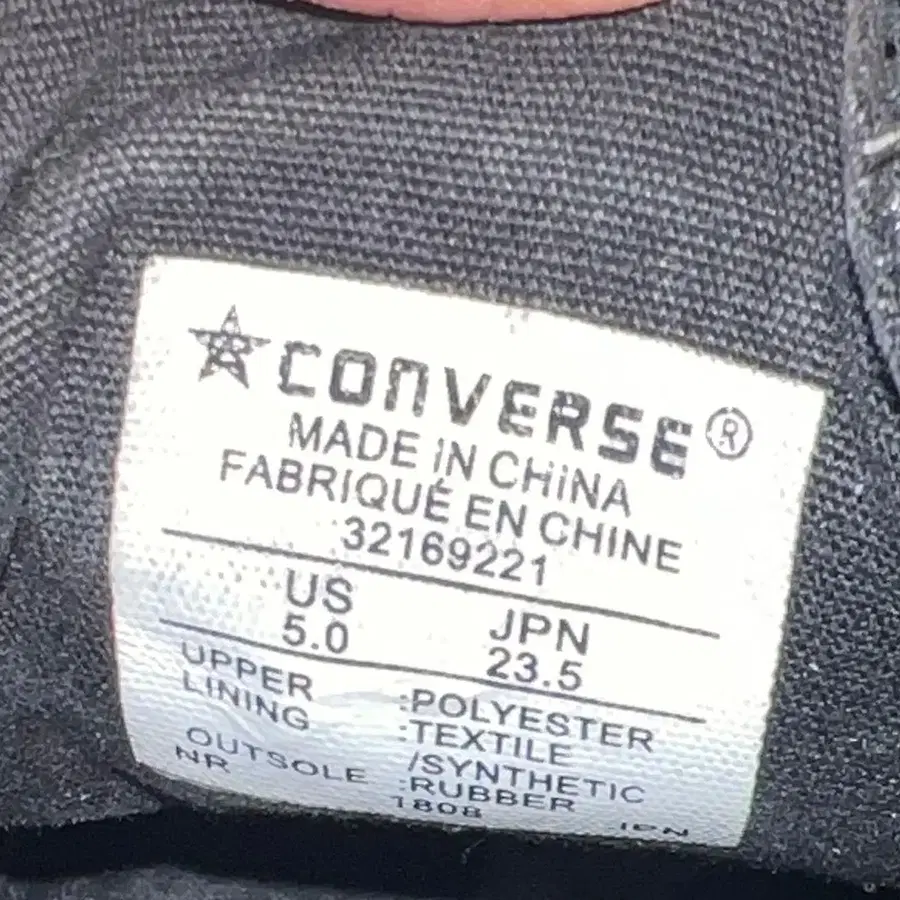 CONVERSE®
MADE IN CHINA
FABRIQUÉ EN CHINE
32169221
US JPN
5.0 23.5
UPPER :POLYESTER
LINING :TEXTILE
/SYNTHETIC
OUTSOLE :RUBBER
NR 1808 JPN